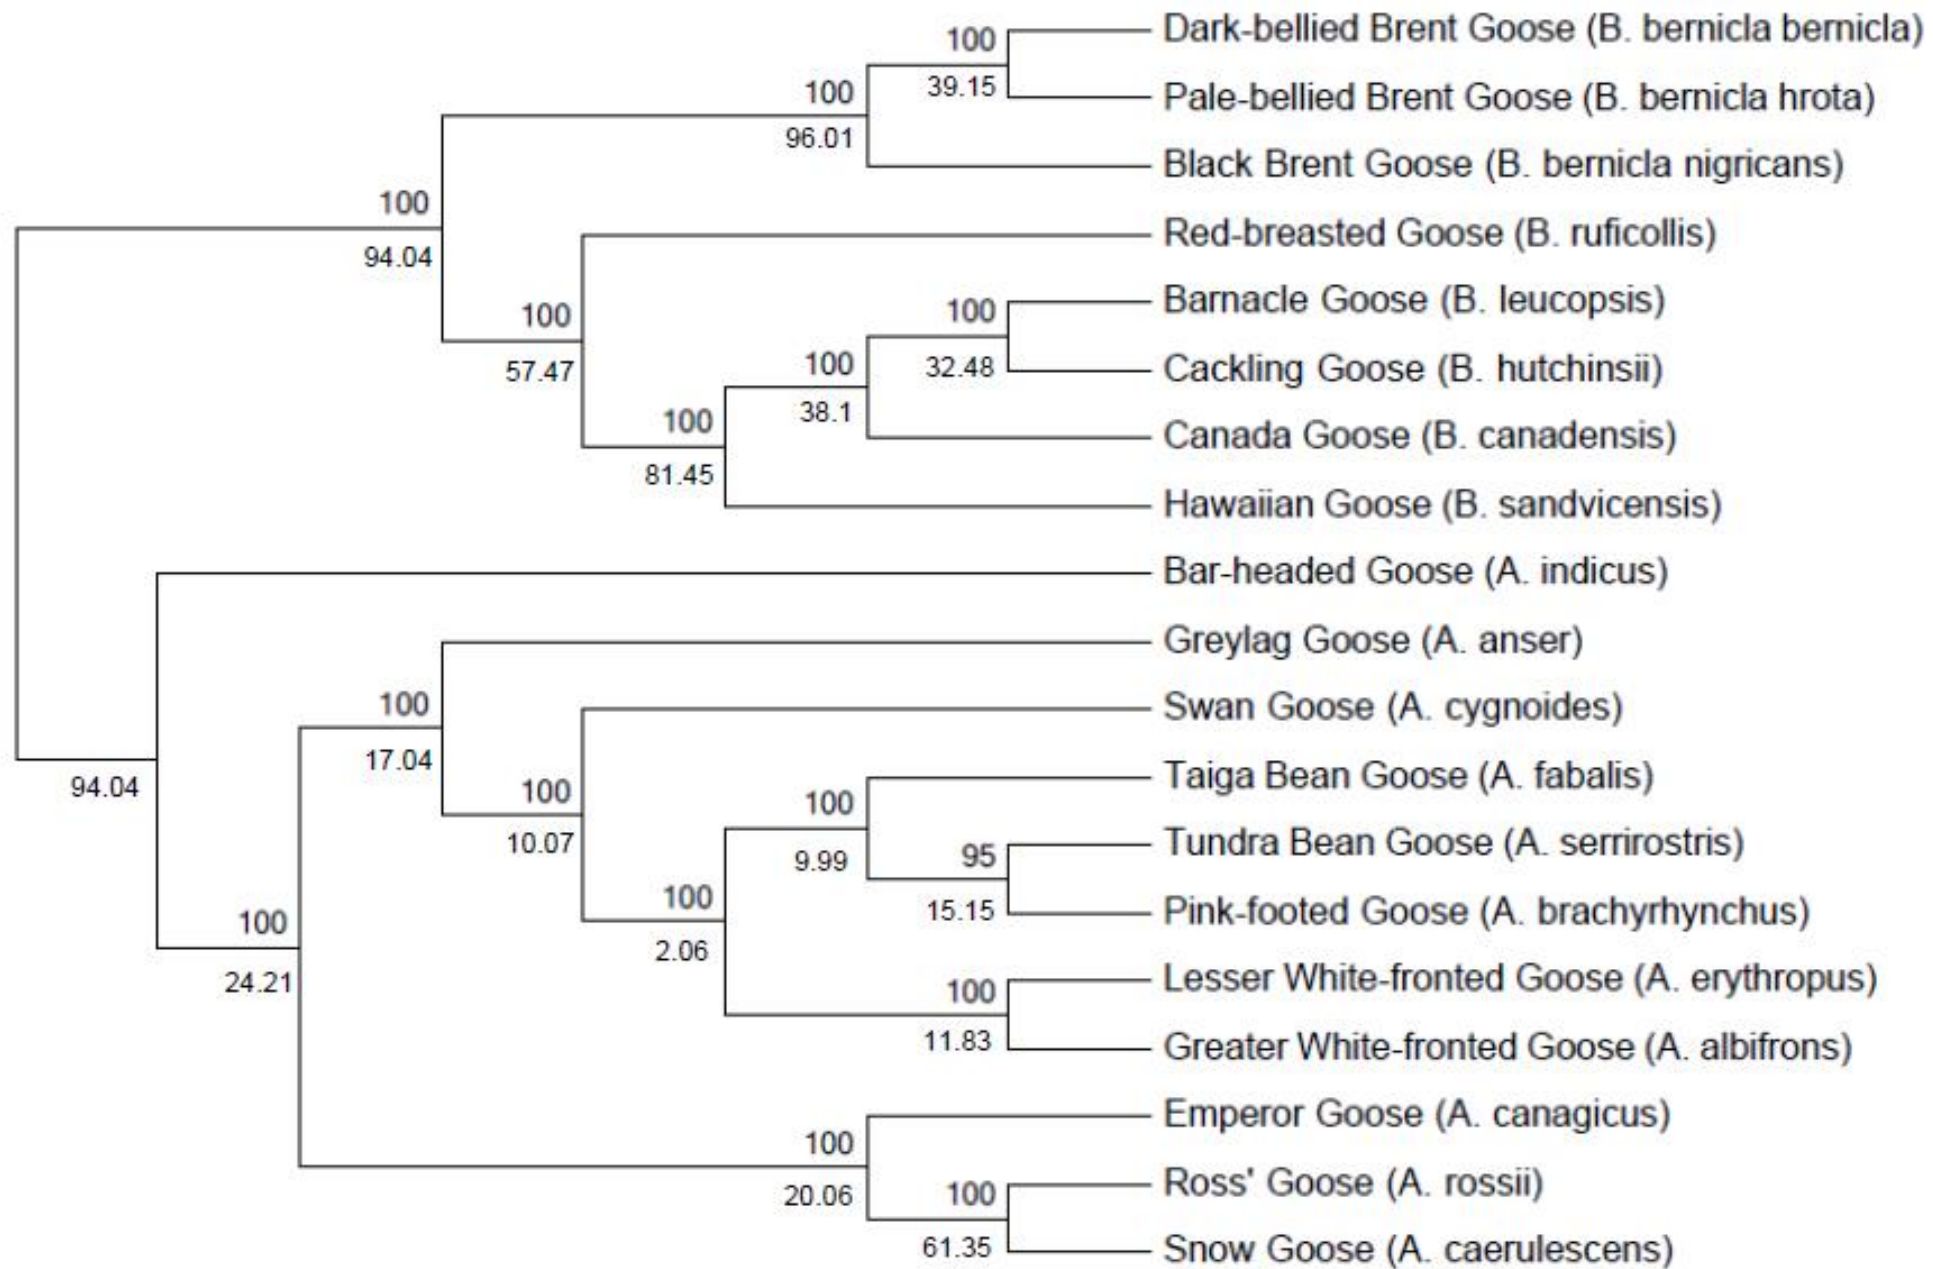 100
Dark-bellied Brent Goose (B. bernicla bernicla)
39.15
100
Pale-bellied Brent Goose (B. bernicla hrota)
96.01
Black Brent Goose (B. bernicla nigricans)
100
Red-breasted Goose (B. ruficollis)
94.04
100
Barnacle Goose (B. leucopsis)
100
57.47
100
32.48
Cackling Goose (B. hutchinsii)
38.1
100
Canada Goose (B. canadensis)
81.45
Hawaiian Goose (B. sandvicensis)
Bar-headed Goose (A. indicus)
Greylag Goose (A. anser)
100
Swan Goose (A. cygnoides)
17.04
94.04
100
Taiga Bean Goose (A. fabalis)
100
10.07
9.99
95
Tundra Bean Goose (A. serrirostris)
100
15.15
Pink-footed Goose (A. brachyrhynchus)
100
2.06
24.21
100
Lesser White-fronted Goose (A. erythropus)
11.83
Greater White-fronted Goose (A. albifrons)
100
Emperor Goose (A. canagicus)
20.06
100
Ross' Goose (A. rossii)
61.35
Snow Goose (A. caerulescens)